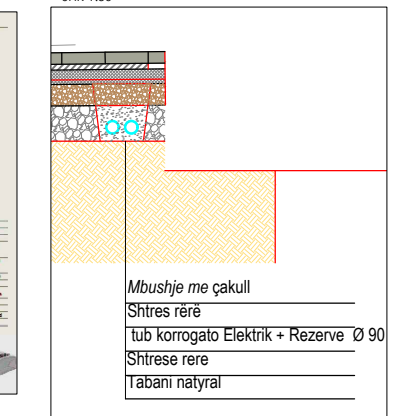 Mbushje me çakull
Shtres rërë
tub korrogato Elektrik + Rezerve Ø 90
Shtrese rere
Tabani natyral